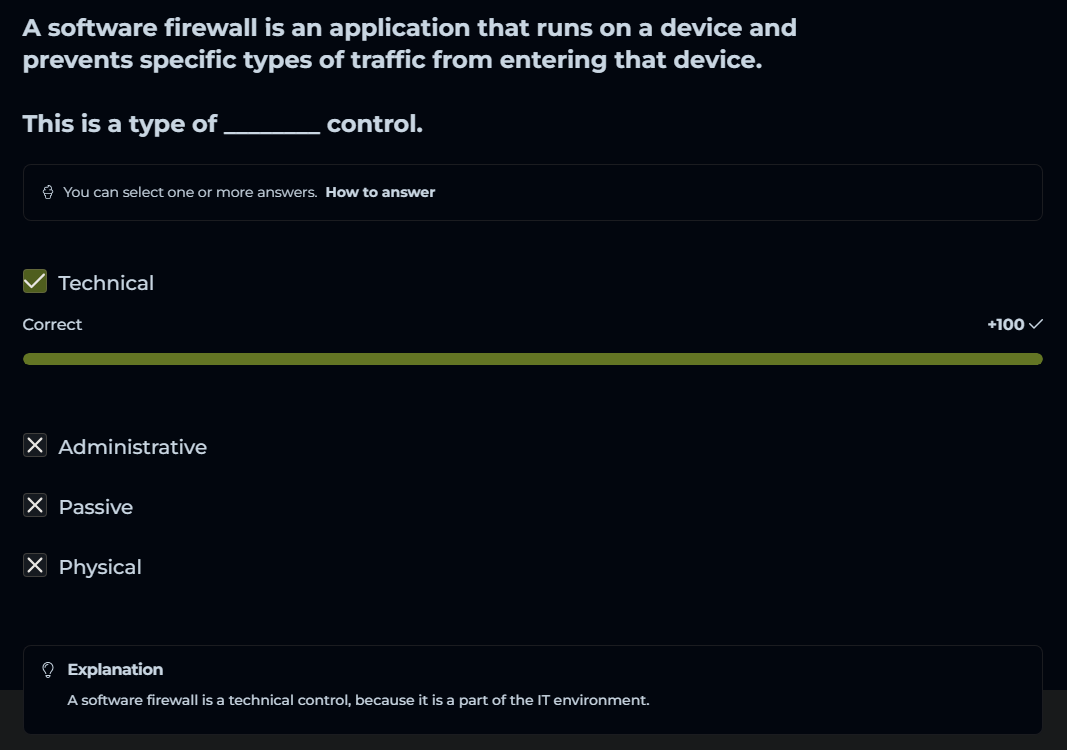 A software firewall is an application that runs on a device and
prevents specific types of traffic from entering that device.
This is a type of ________ control.
You can select one or more answers. How to answer
Technical
Correct +100
Administrative
Passive
Physical
Explanation
A software firewall is a technical control, because it is a part of the IT environment.